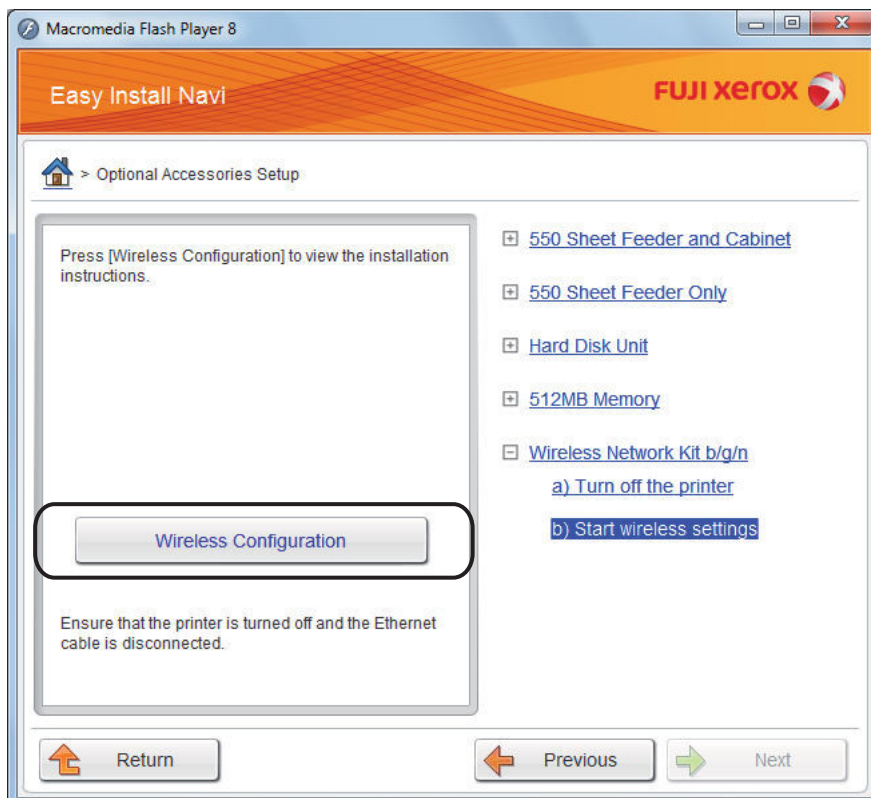 Macromedia Flash Player 8
Easy Install Navi
FUJI xerox
> Optional Accessories Setup
Press [Wireless Configuration] to view the installation
instructions.
Wireless Configuration
Ensure that the printer is turned off and the Ethernet
cable is disconnected.
550 Sheet Feeder and Cabinet
550 Sheet Feeder Only
Hard Disk Unit
512MB Memory
Wireless Network Kit b/g/n
a) Turn off the printer
b) Start wireless settings
Return
Previous
Next